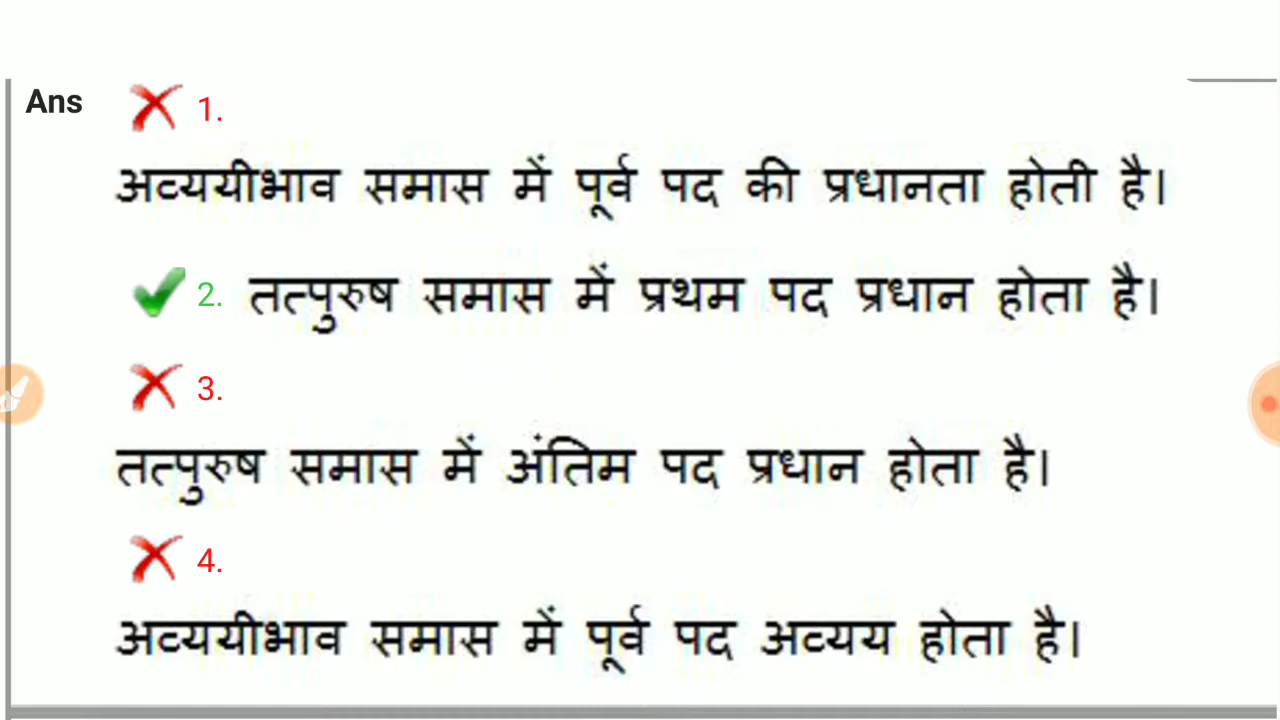 Ans 1.
अव्ययीभाव समास में पूर्व पद की प्रधानता होती है।
2. तत्पुरुष समास में प्रथम पद प्रधान होता है।
3.
तत्पुरुष समास में अंतिम पद प्रधान होता है।
4.
अव्ययीभाव समास में पूर्व पद अव्यय होता है।